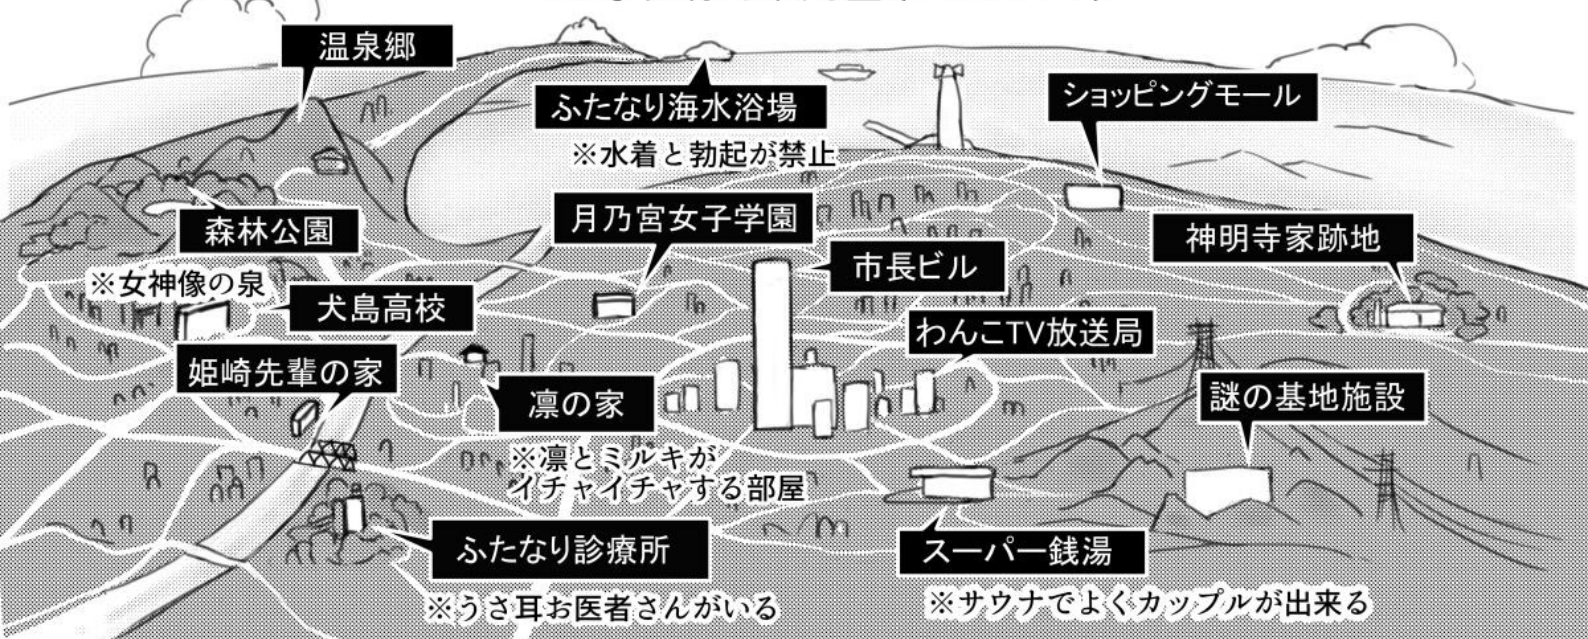 温泉郷
ふたなり海水浴場
※水着と勃起が禁止
ショッピングモール
森林公園
※女神像の泉
月乃宮女子学園
市長ビル
神明寺家跡地
犬島高校
わんこTV放送局
姫崎先輩の家
凛の家
※凛とミルキが
イチャイチャする部屋
謎の基地施設
ふたなり診療所
※うさ耳お医者さんがいる
スーパー銭湯
※サウナでよくカップルが出来る